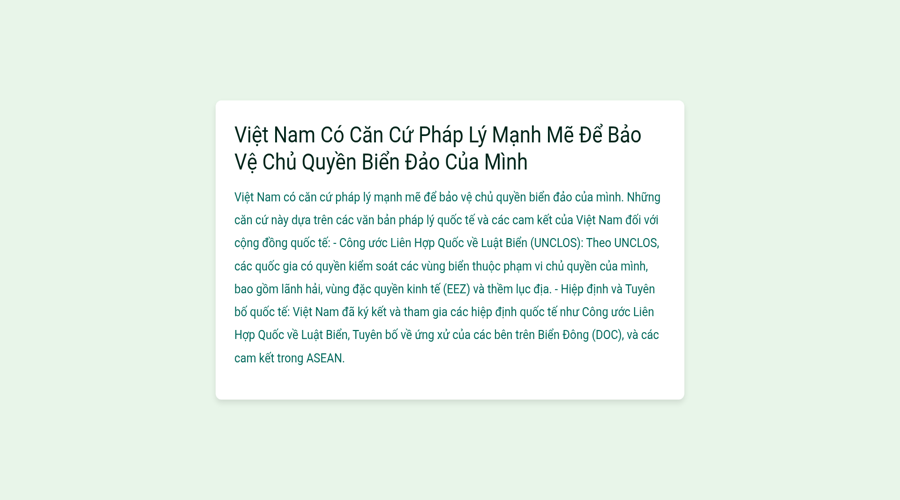 Việt Nam Có Căn Cứ Pháp Lý Mạnh Mẽ Để Bảo
Vệ Chủ Quyền Biển Đảo Của Mình
Việt Nam có căn cứ pháp lý mạnh mẽ để bảo vệ chủ quyền biển đảo của mình. Những
căn cứ này dựa trên các văn bản pháp lý quốc tế và các cam kết của Việt Nam đối với
cộng đồng quốc tế: - Công ước Liên Hợp Quốc về Luật Biển (UNCLOS): Theo UNCLOS,
các quốc gia có quyền kiểm soát các vùng biển thuộc phạm vi chủ quyền của mình,
bao gồm lãnh hải, vùng đặc quyền kinh tế (EEZ) và thềm lục địa. - Hiệp định và Tuyên
bố quốc tế: Việt Nam đã ký kết và tham gia các hiệp định quốc tế như Công ước Liên
Hợp Quốc về Luật Biển, Tuyên bố về ứng xử của các bên trên Biển Đông (DOC), và các
cam kết trong ASEAN.